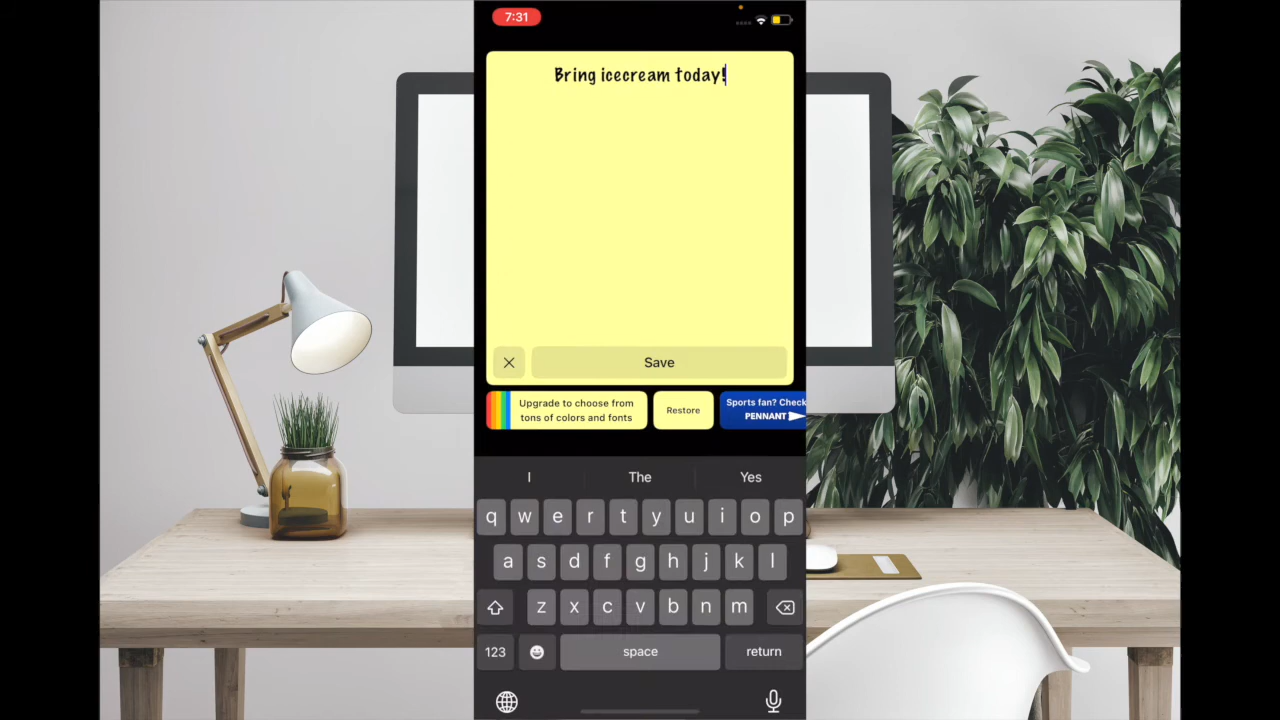 7:31
Bring icecream today!
Save
Upgrade to choose from
tons of colors and fonts
Restore
Sports fan? Check
PENNANT
I The Yes
q w e r t y u i o p
a s d f g h j k l
z x c v b n m
123 space return